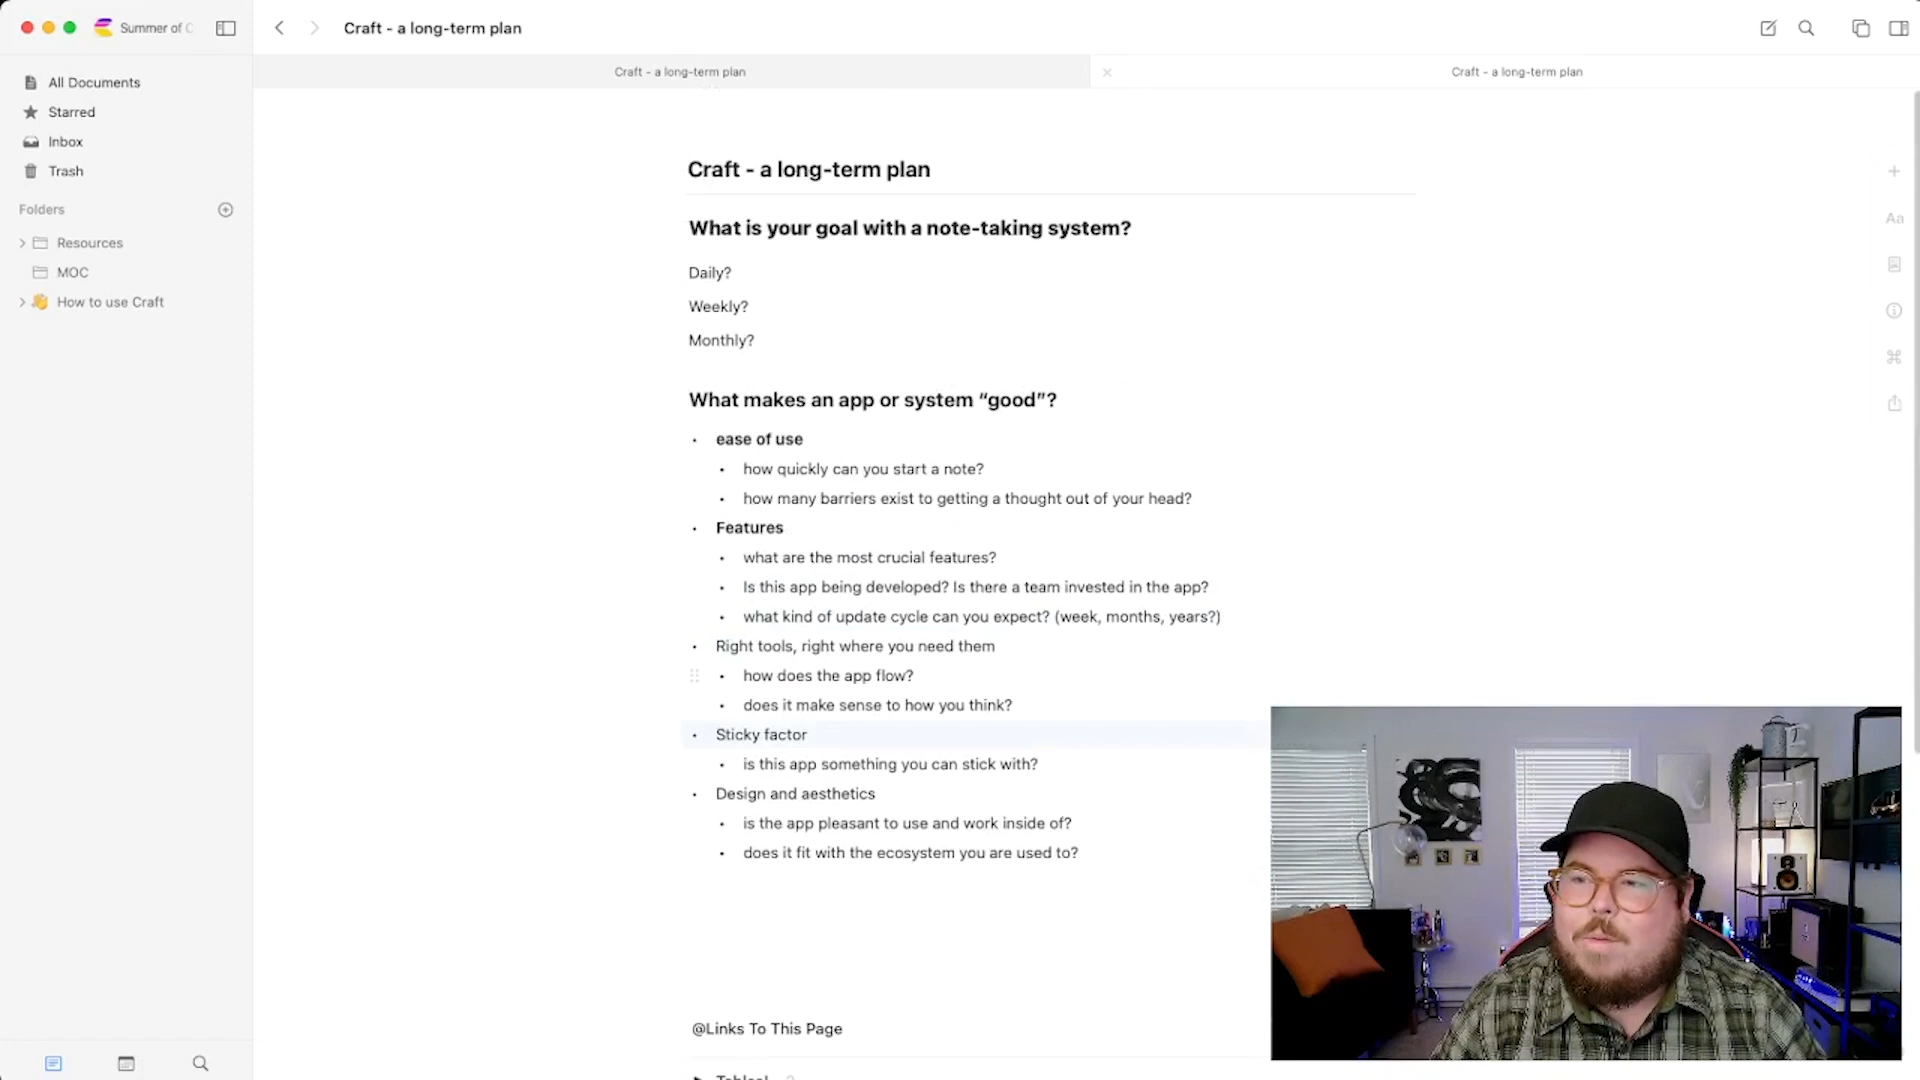 Summer of
Craft - a long-term plan
Craft - a long-term plan
Craft - a long-term plan
All Documents
Starred
Inbox
Trash
Folders
Resources
MOC
How to use Craft
Craft - a long-term plan
What is your goal with a note-taking system?
Daily?
Weekly?
Monthly?
What makes an app or system “good”?
• ease of use
• how quickly can you start a note?
• how many barriers exist to getting a thought out of your head?
• Features
• what are the most crucial features?
• Is this app being developed? Is there a team invested in the app?
• what kind of update cycle can you expect? (week, months, years?)
• Right tools, right where you need them
• how does the app flow?
• does it make sense to how you think?
• Sticky factor
• is this app something you can stick with?
• Design and aesthetics
• is the app pleasant to use and work inside of?
• does it fit with the ecosystem you are used to?
@Links To This Page
Aa